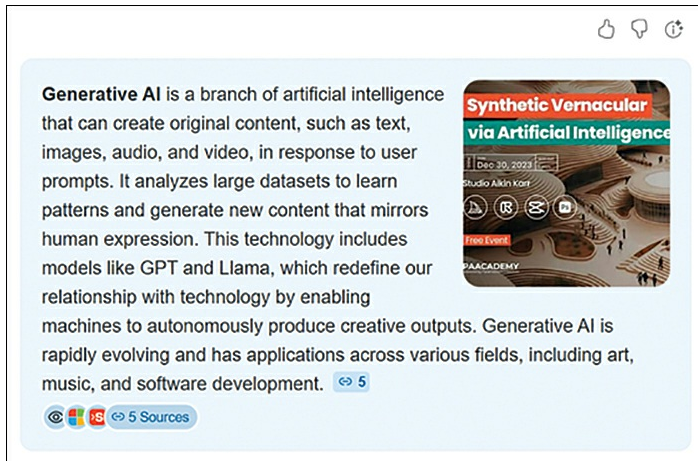 Generative AI is a branch of artificial intelligence
that can create original content, such as text,
images, audio, and video, in response to user
prompts. It analyzes large datasets to learn
patterns and generate new content that mirrors
human expression. This technology includes
models like GPT and Llama, which redefine our
relationship with technology by enabling
machines to autonomously produce creative outputs. Generative AI is
rapidly evolving and has applications across various fields, including art,
music, and software development. 5
5 Sources
Synthetic Vernacular
via Artificial Intelligence
Dec 30, 2023
Studio Alkin Karr
Ps
Free Event
PAACADEMY